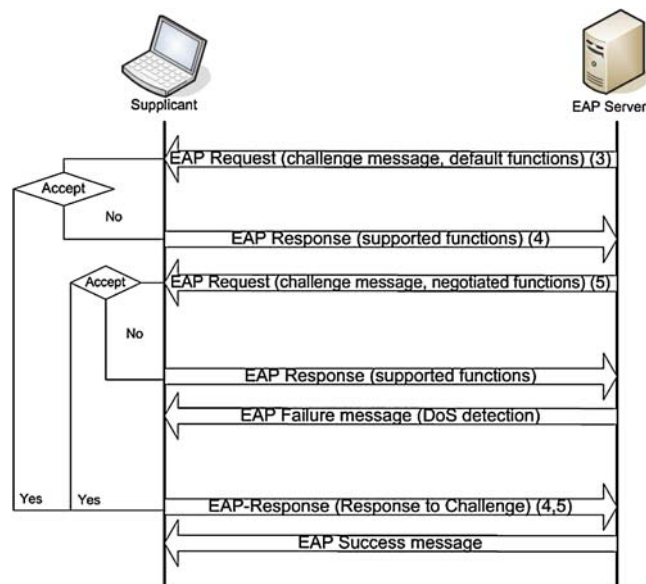 Supplicant
EAP Server
EAP Request (challenge message, default functions) (3)
Accept
No
EAP Response (supported functions) (4)
EAP Request (challenge message, negotiated functions) (5)
Accept
No
EAP Response (supported functions)
EAP Failure message (DoS detection)
Yes
Yes
EAP-Response (Response to Challenge) (4,5)
EAP Success message